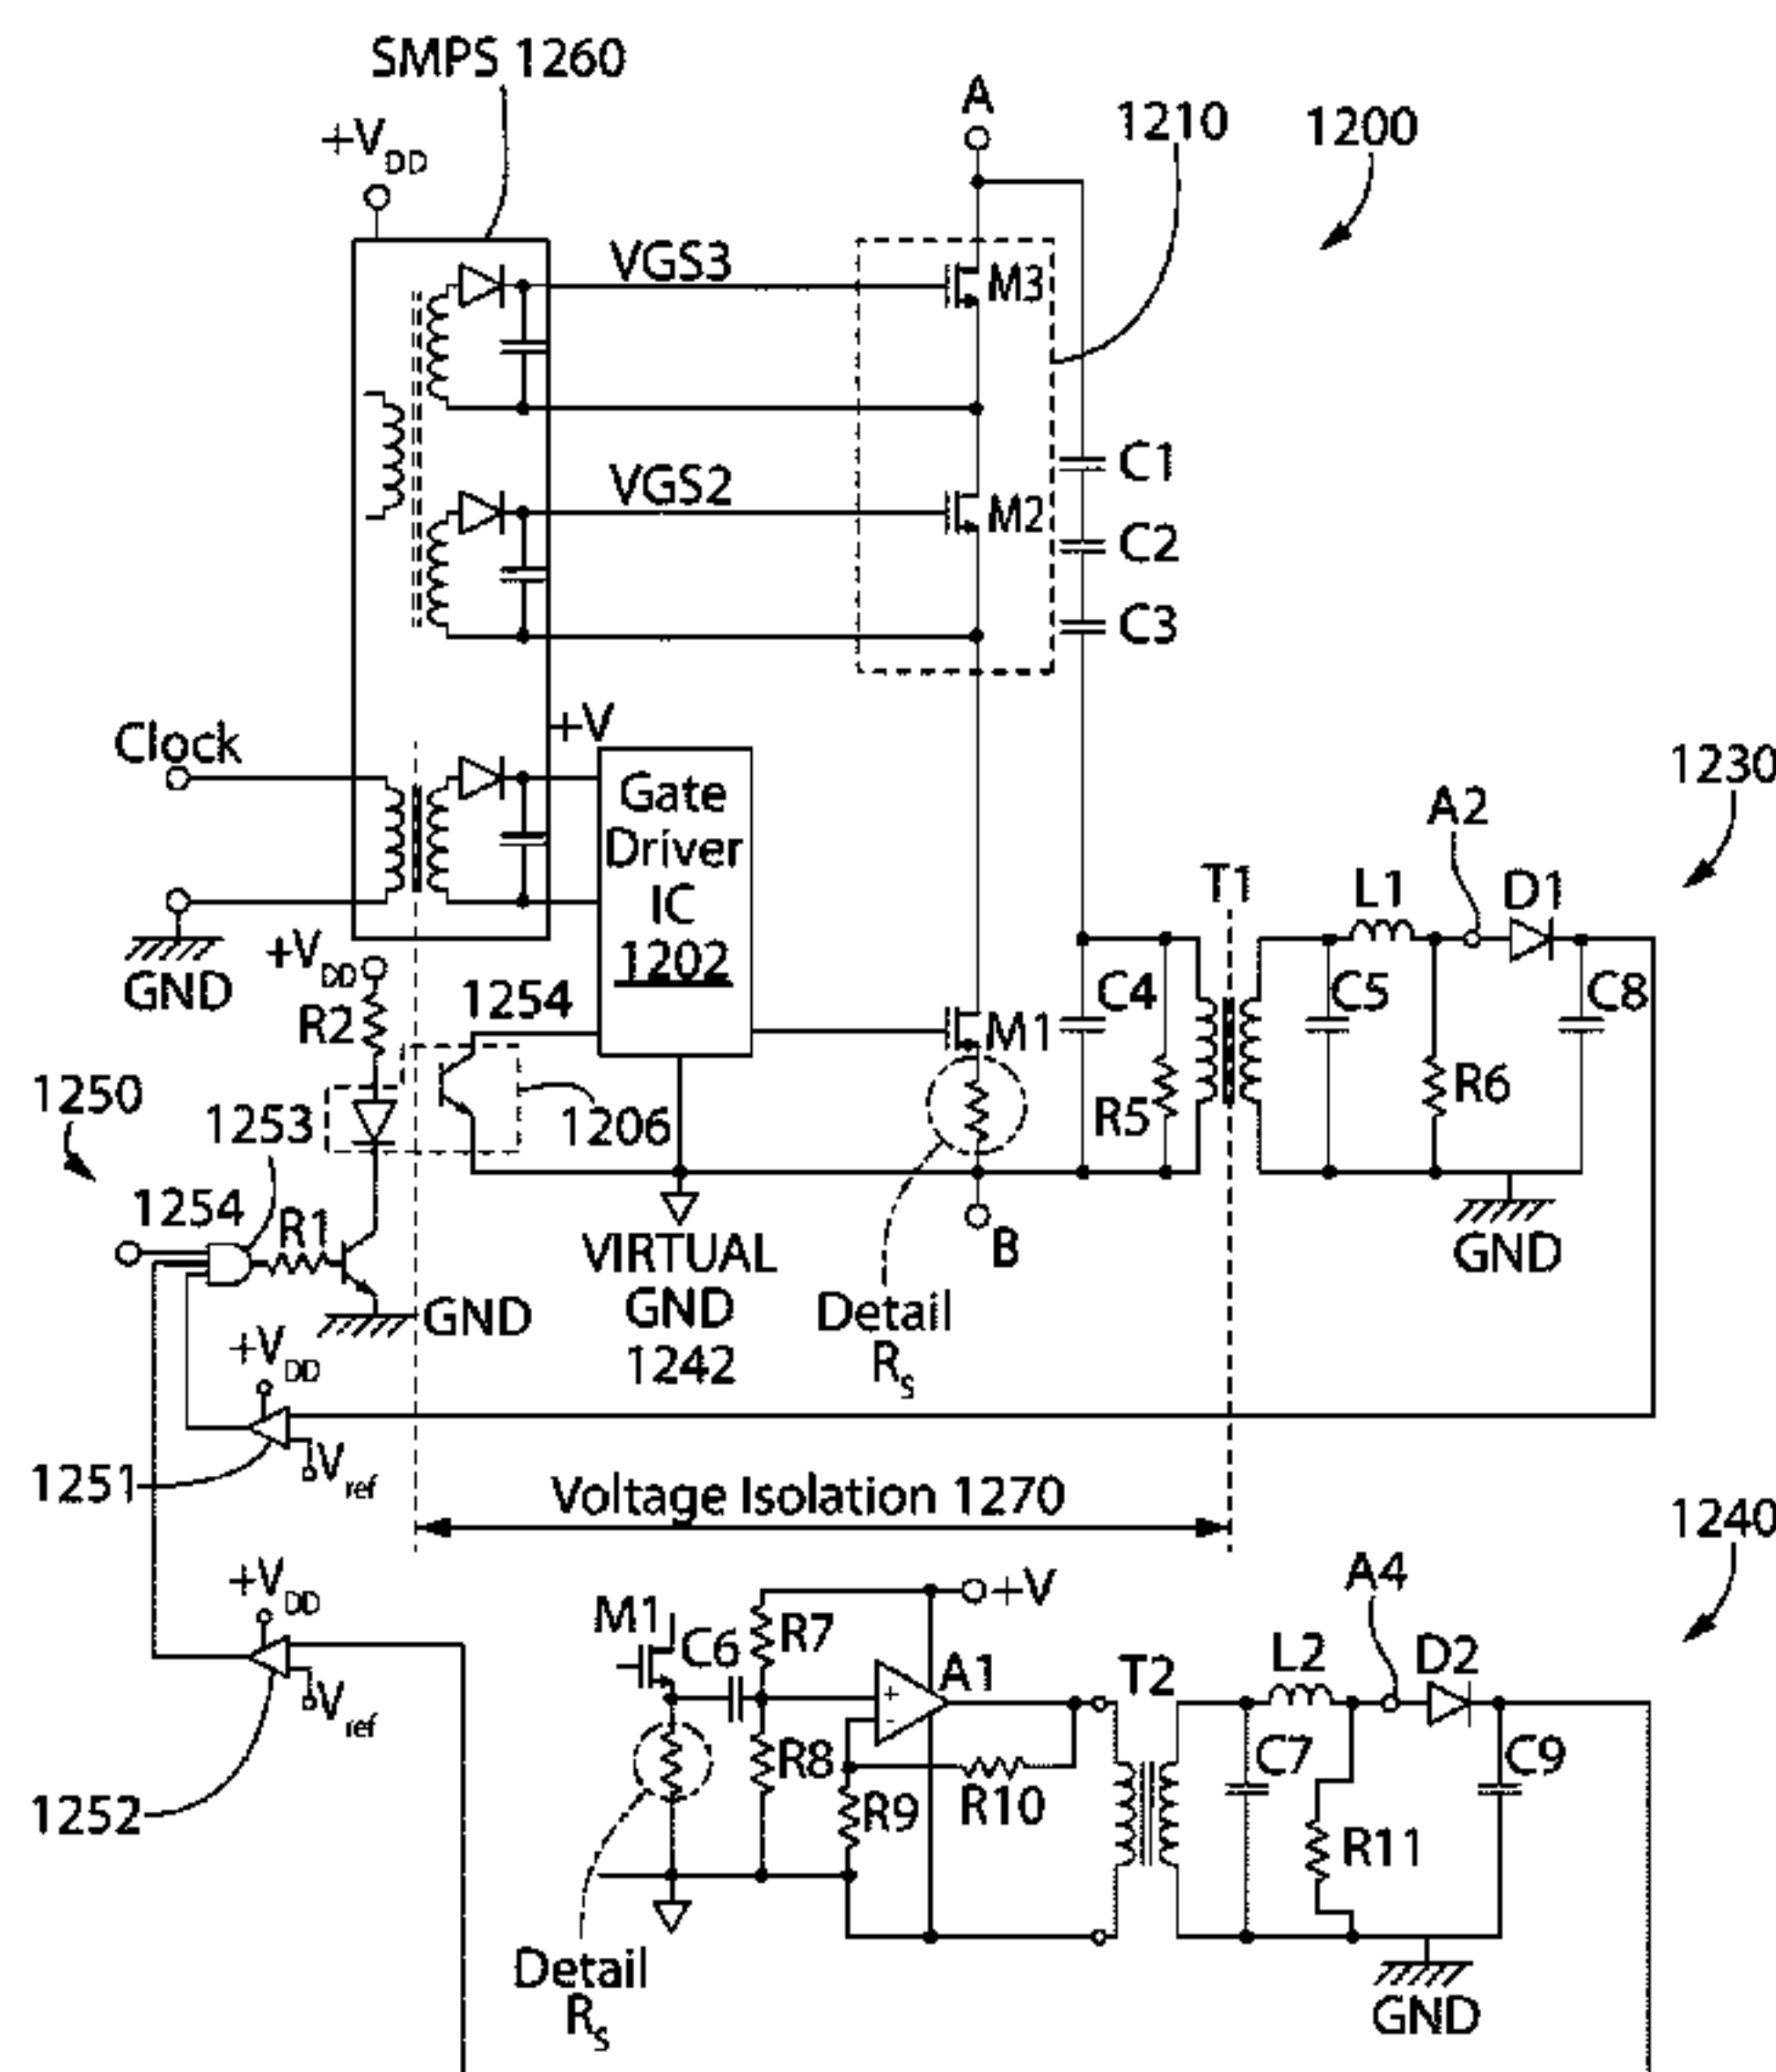 SMPS 1260
+VDD
A
1210
1200
VGS3
M3
VGS2
M2
C1
C2
C3
Clock
+V
Gate
Driver
IC
1202
GND
+VDD
R2
1254
M1
C4
R5
T1
1230
A2
L1
D1
C5
R6
C8
GND
1250
1253
1206
1254
R1
GND
VIRTUAL
GND
1242
B
Detail
RS
+VDD
1251
Vref
Voltage Isolation 1270
1240
+VDD
1252
Vref
M1
C6
R7
+V
A1
+
-
R8
R9
R10
T2
A4
L2
D2
C7
R11
C9
GND
Detail
RS